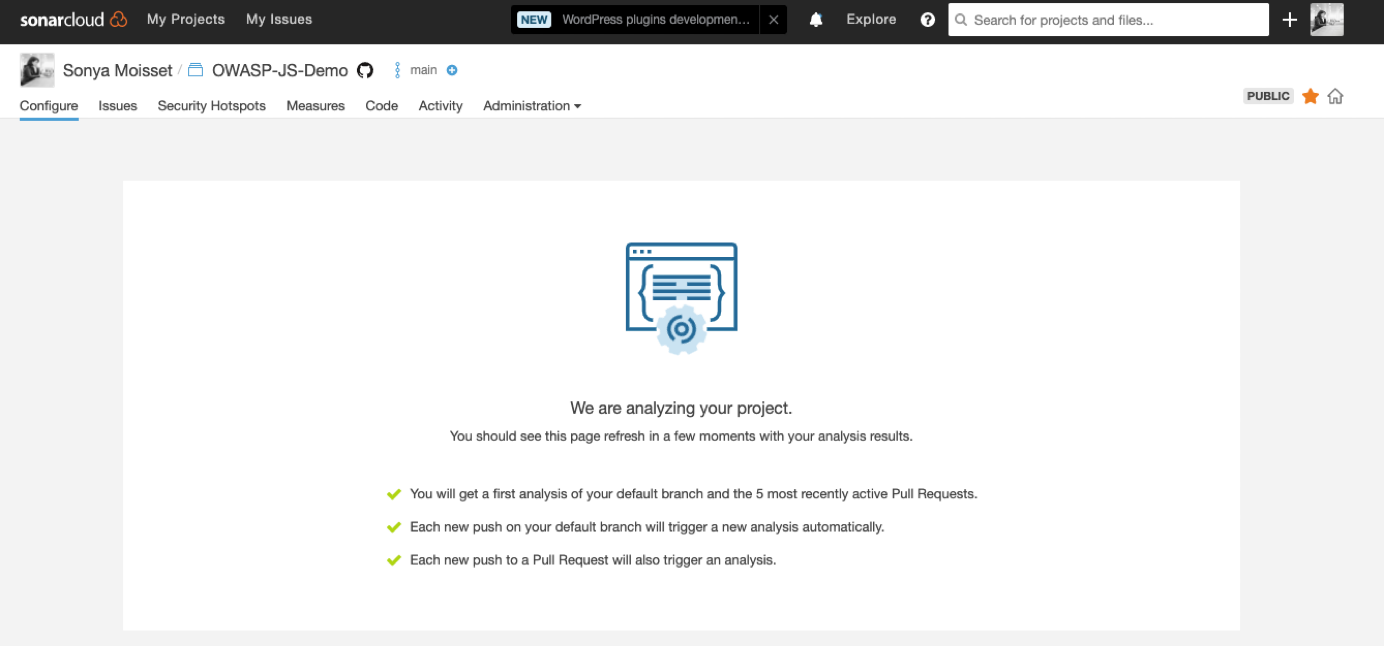 sonarcloud My Projects My Issues NEW WordPress plugins developmen... Explore Search for projects and files...
Sonya Moisset / OWASP-JS-Demo main
Configure Issues Security Hotspots Measures Code Activity Administration PUBLIC
We are analyzing your project.
You should see this page refresh in a few moments with your analysis results.
You will get a first analysis of your default branch and the 5 most recently active Pull Requests.
Each new push on your default branch will trigger a new analysis automatically.
Each new push to a Pull Request will also trigger an analysis.